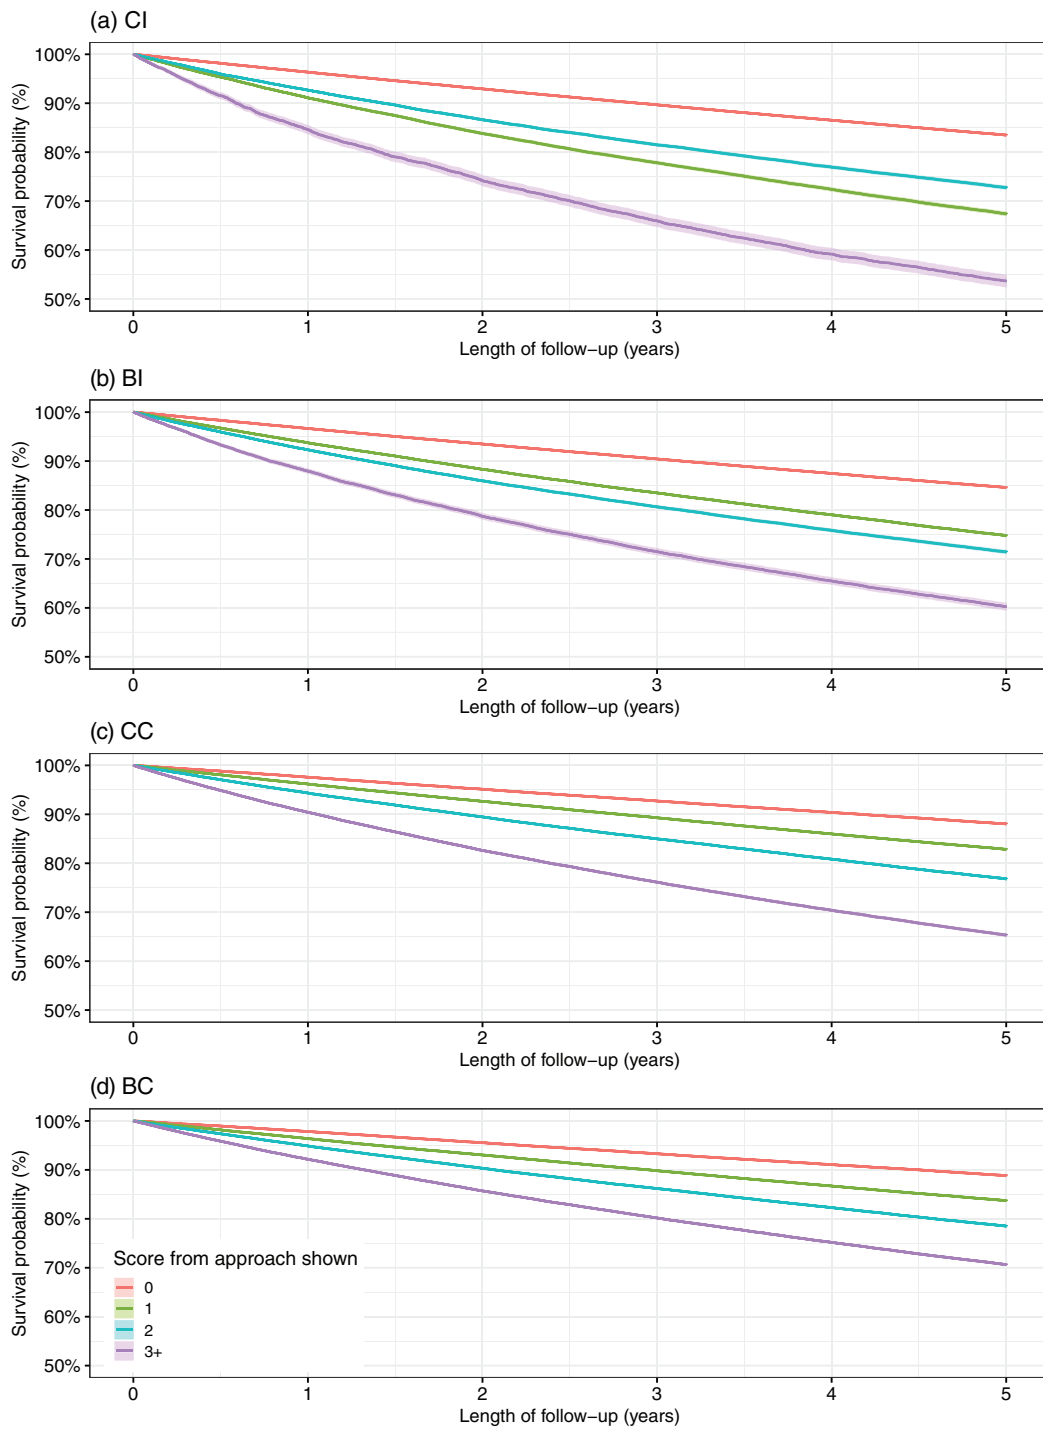 (a) CI
Survival probability (%)
100%
90%
80%
70%
60%
50%
0 1 2 3 4 5
Length of follow−up (years)
(b) BI
Survival probability (%)
100%
90%
80%
70%
60%
50%
0 1 2 3 4 5
Length of follow−up (years)
(c) CC
Survival probability (%)
100%
90%
80%
70%
60%
50%
0 1 2 3 4 5
Length of follow−up (years)
(d) BC
Survival probability (%)
100%
90%
80%
70%
60%
50%
Score from approach shown
0
1
2
3+
0 1 2 3 4 5
Length of follow−up (years)